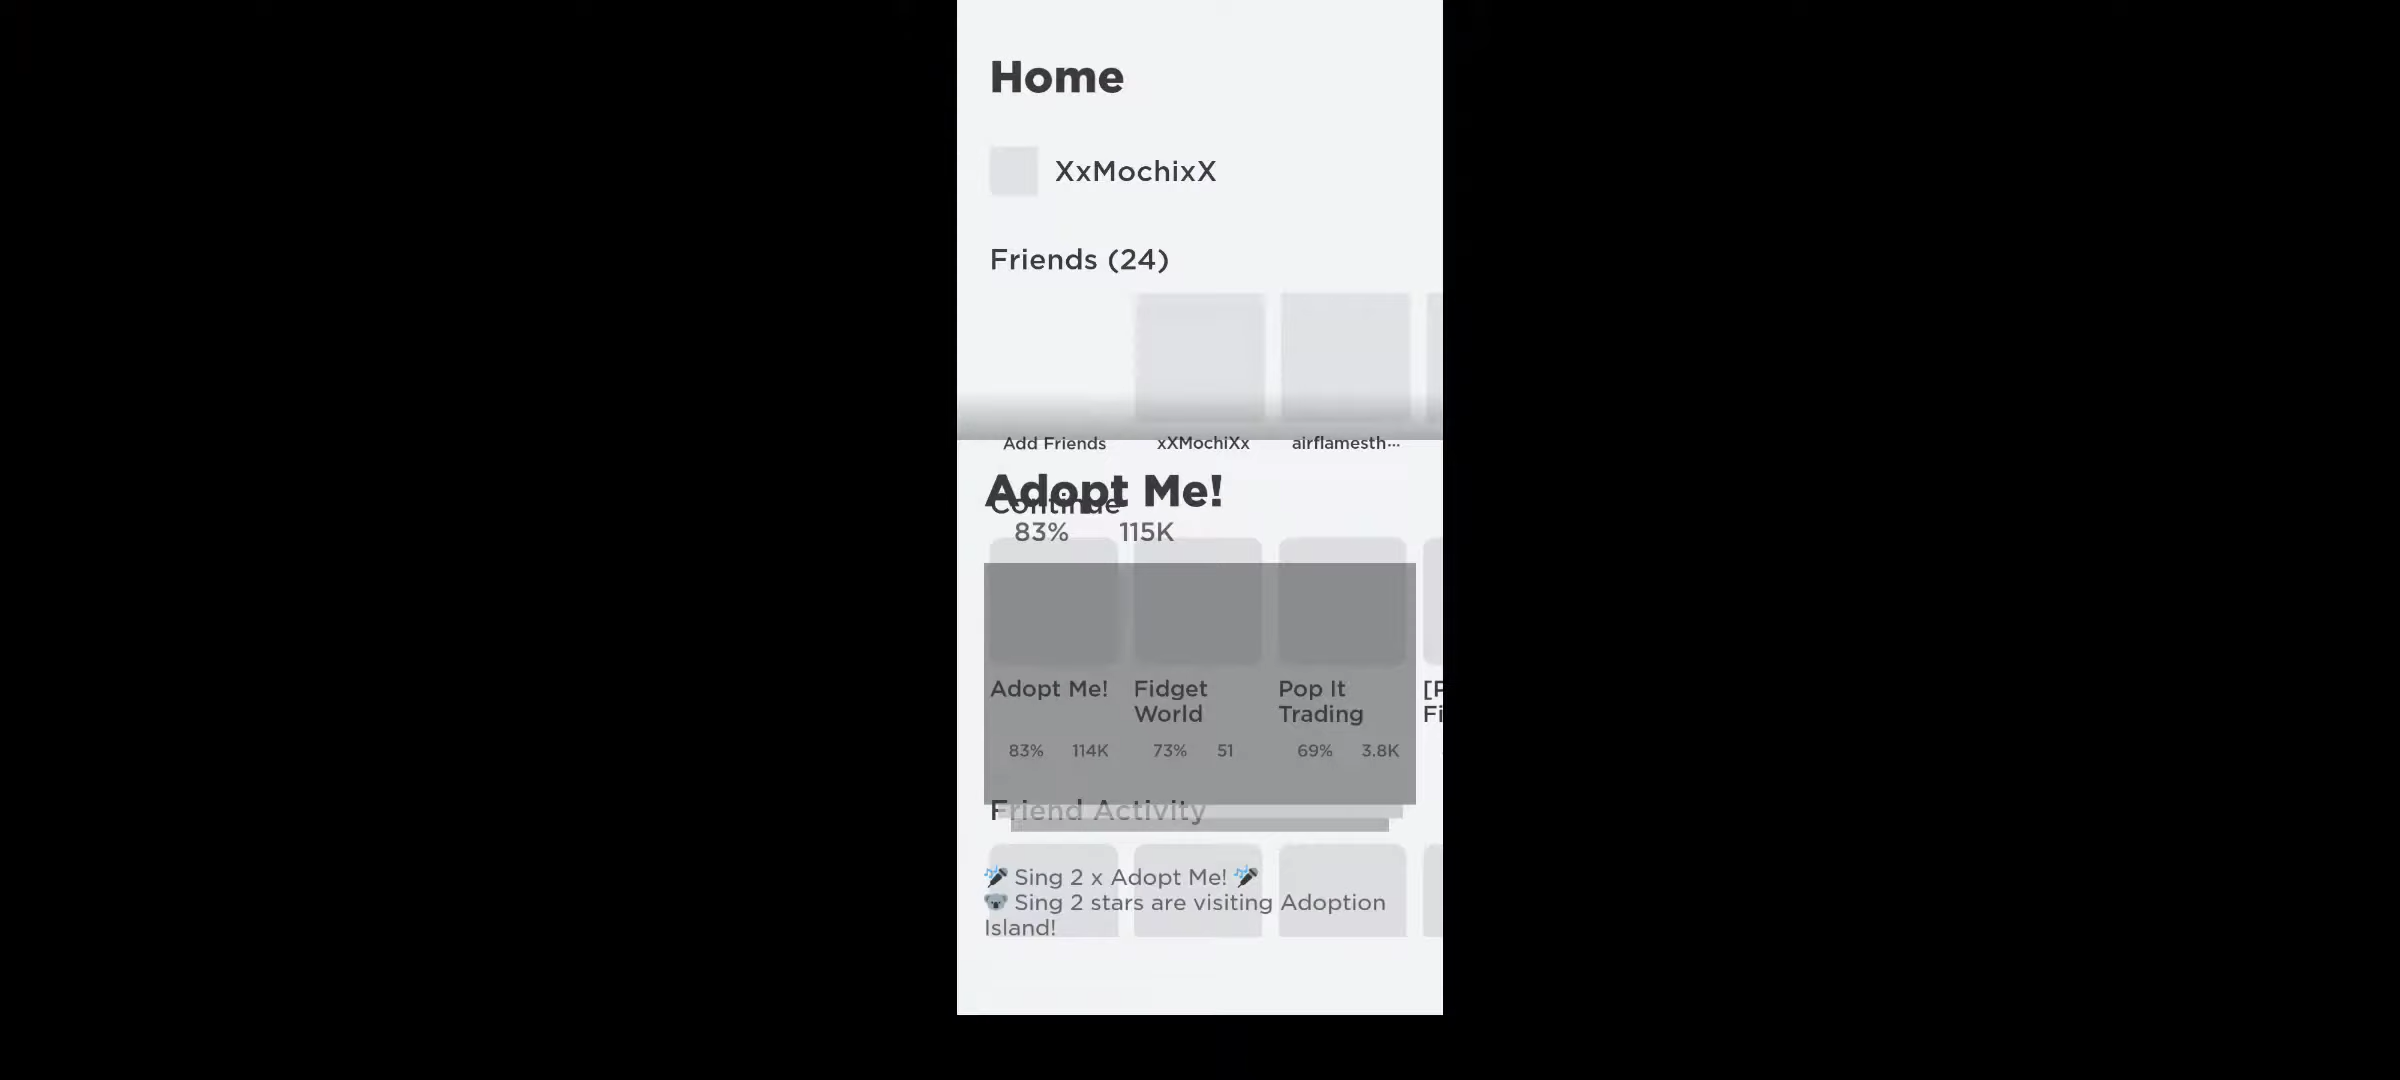 Home
XxMochixX
Friends (24)
Add Friends xXMochiXx airflamesth...
Adopt Me!
Continue
83% 115K
Adopt Me! Fidget World Pop It Trading [F Fi
83% 114K 73% 51 69% 3.8K
Friend Activity
Sing 2 x Adopt Me!
Sing 2 stars are visiting Adoption
Island!